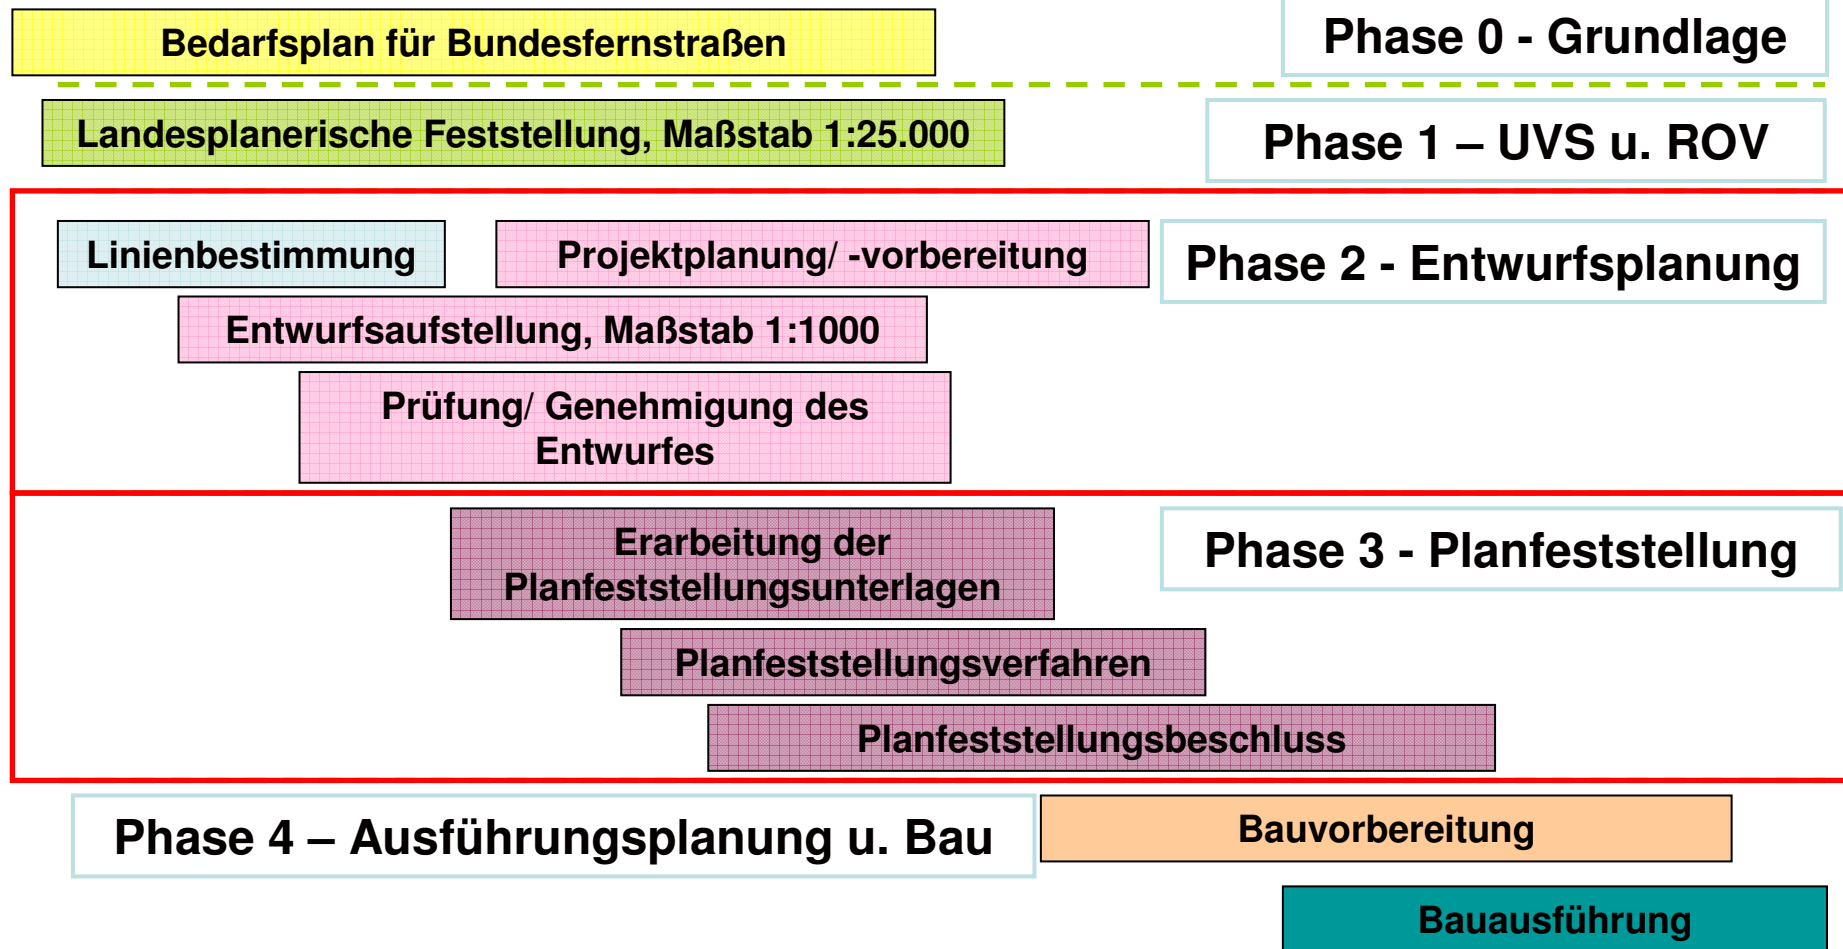 Bedarfsplan für Bundesfernstraßen
Phase 0 - Grundlage
Landesplanerische Feststellung, Maßstab 1:25.000
Phase 1 – UVS u. ROV
Linienbestimmung
Projektplanung/ -vorbereitung
Phase 2 - Entwurfsplanung
Entwurfsaufstellung, Maßstab 1:1000
Prüfung/ Genehmigung des
Entwurfes
Erarbeitung der
Planfeststellungsunterlagen
Phase 3 - Planfeststellung
Planfeststellungsverfahren
Planfeststellungsbeschluss
Phase 4 – Ausführungsplanung u. Bau
Bauvorbereitung
Bauausführung